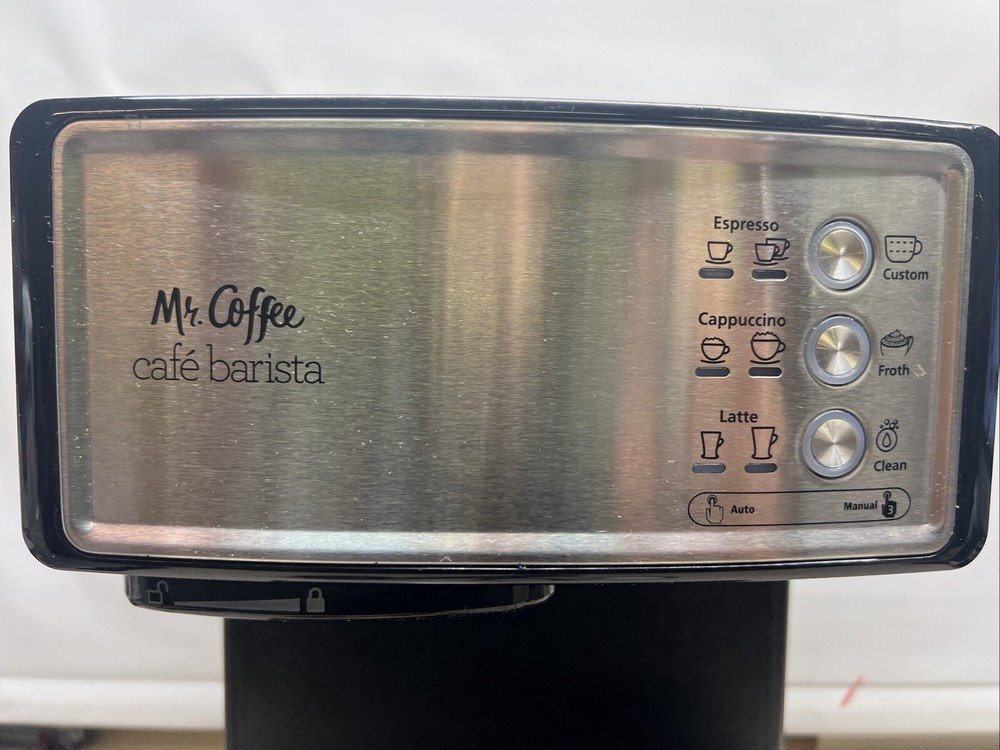 Mr. Coffee
café barista
Espresso
Custom
Cappuccino
Froth
Latte
Clean
Auto
Manual 3